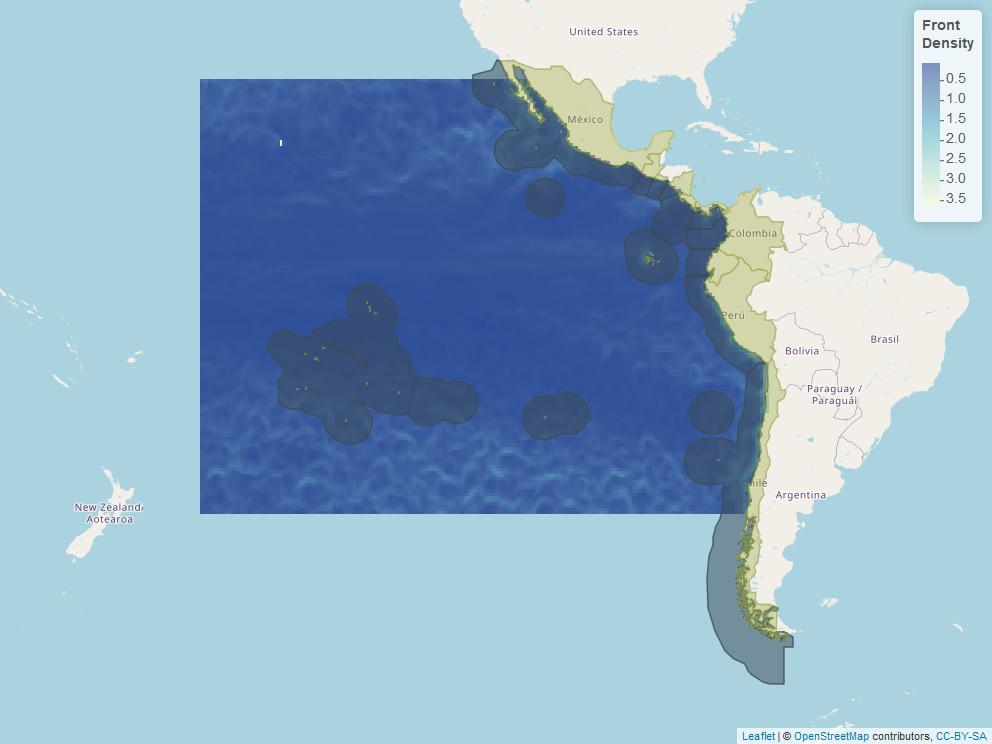 United States
Front
Density
0.5
1.0
1.5
2.0
2.5
3.0
3.5
México
Colombia
Perú
Brasil
Bolivia
Paraguay /
Paraguái
hile
Argentina
New Zealand/
Aotearoa
Leaflet | © OpenStreetMap contributors, CC-BY-SA